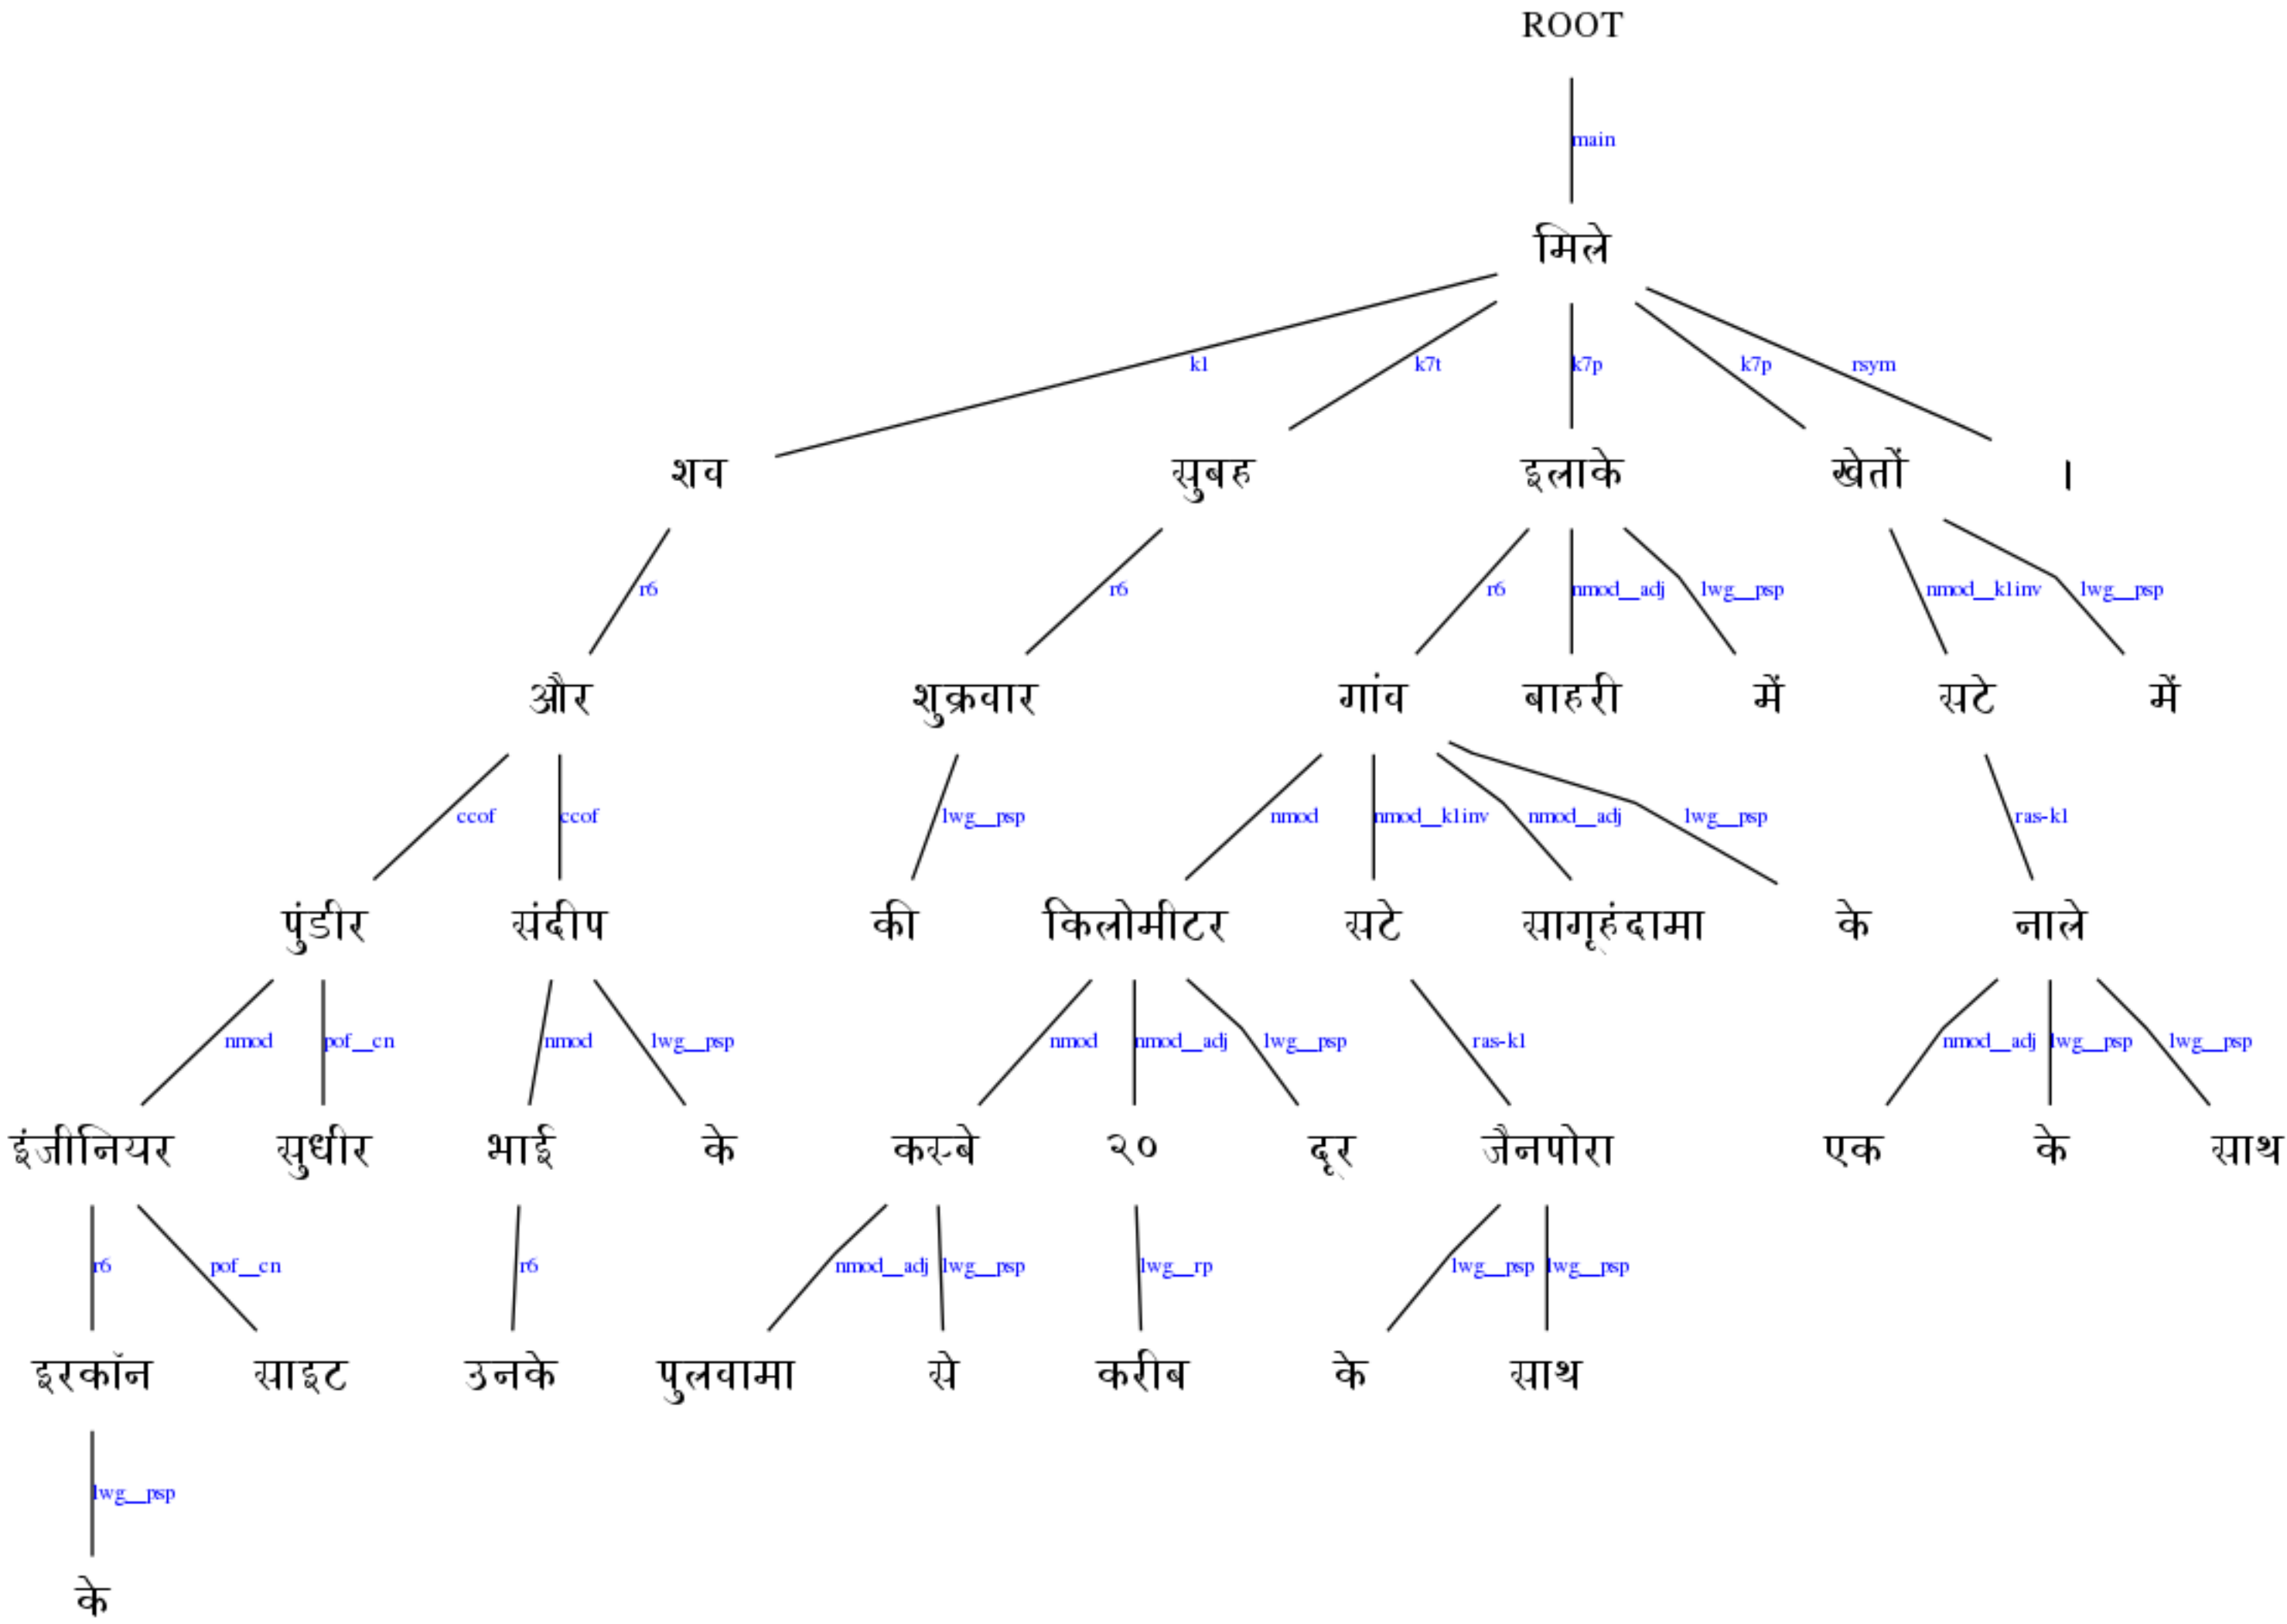 ROOT
main
मिले
k1 k7t k7p k7p rsym
शव सुबह इलाके खेतों ।
r6 r6 r6 nmod__adj lwg__psp nmod__k1inv lwg__psp
और शुक्रवार गांव बाहरी में सटे में
ccof ccof lwg__psp nmod nmod__k1inv nmod__adj lwg__psp ras-k1
पुंडीर संदीप की किलोमीटर सटे सागूहंदामा के नाले
nmod pof__cn nmod lwg__psp nmod nmod__adj lwg__psp ras-k1 nmod__adj lwg__psp lwg__psp
इंजीनियर सुधीर भाई के कस्बे २० दूर जैनपोरा एक के साथ
r6 pof__cn r6 nmod__adj lwg__psp lwg__rp lwg__psp lwg__psp
इरकॉन साइट उनके पुलवामा से करीब के साथ
lwg__psp
के